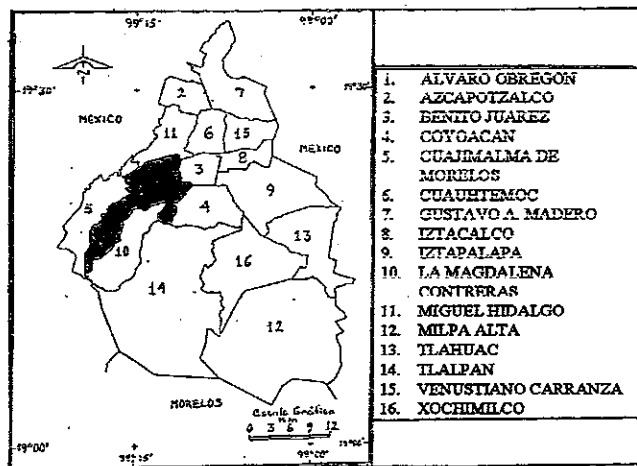 99°15'
99°00'
19°30'
19°30'
N
MEXICO
MEXICO
2
7
11
6
15
8
3
5
4
9
10
13
16
14
12
MORELOS
Escala Gráfica
Km
0 3 6 9 12
19°00'
19°00'
99°15'
99°00'
1. ALVARO OBREGON
2. AZCAPOTZALCO
3. BENITO JUAREZ
4. COYOACAN
5. CUAJIMALMA DE
MORELOS
6. CUAUHTEMOC
7. GUSTAVO A. MADERO
8. IZTACALCO
9. IZTAPALAPA
10. LA MAGDALENA
CONTRERAS
11. MIGUEL HIDALGO
12. MILPA ALTA
13. TLAHUAC
14. TLALPAN
15. VENUSTIANO CARRANZA
16. XOCHIMILCO